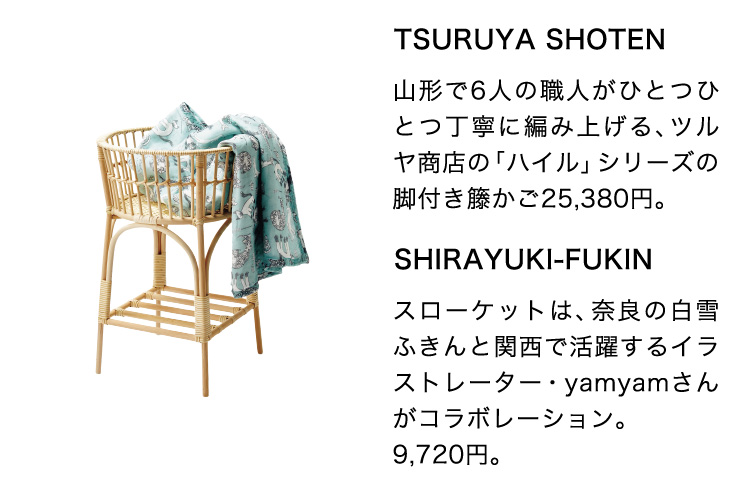 TSURUYA SHOTEN
山形で6人の職人がひとつひ
とつ丁寧に編み上げる、ツル
ヤ商店の「ハイル」シリーズの
脚付き籐かご25,380円。
SHIRAYUKI-FUKIN
スローケットは、奈良の白雪
ふきんと関西で活躍するイラ
ストレーター・yamyamさん
がコラボレーション。
9,720円。